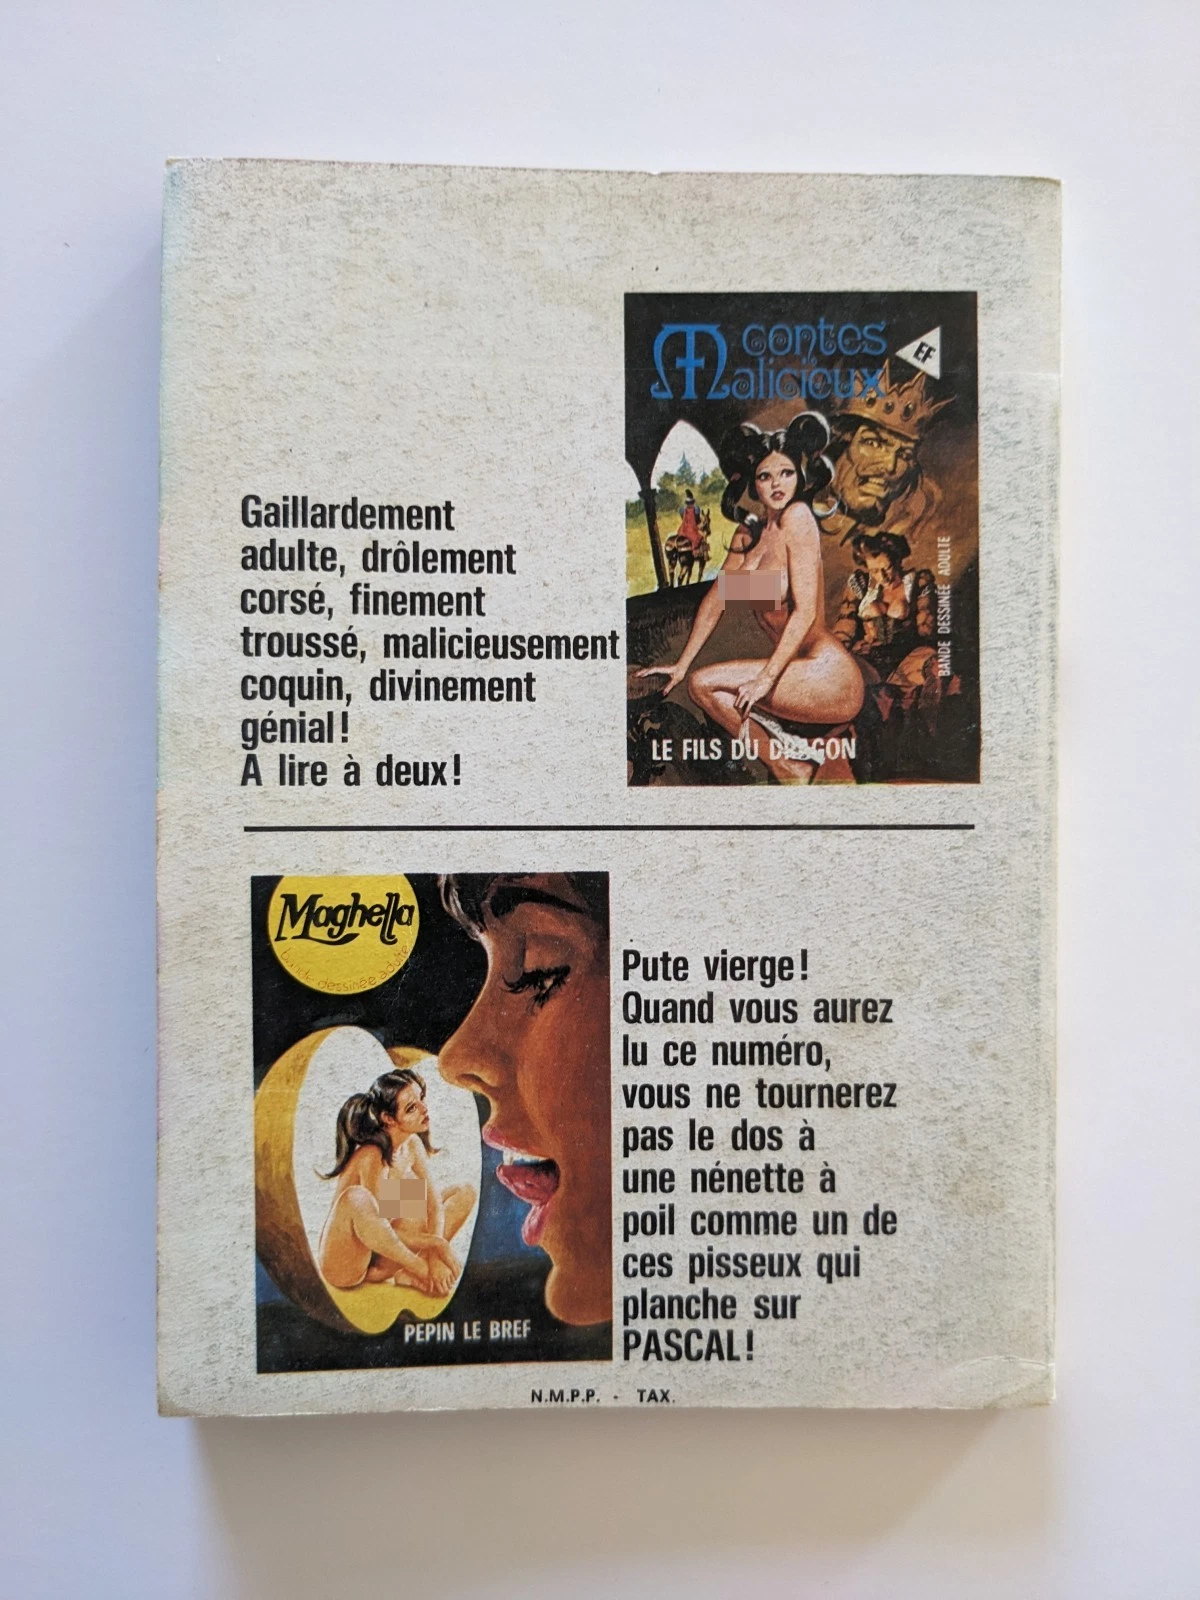 contes
Malicieux
EF
BANDE DESSINÉE ADULTE
LE FILS DU DRAGON
Gaillardement
adulte, drôlement
corsé, finement
troussé, malicieusement
coquin, divinement
génial!
A lire à deux!
Maghella
bande dessinée adulte
PEPIN LE BREF
Pute vierge!
Quand vous aurez
lu ce numéro,
vous ne tournerez
pas le dos à
une nénette à
poil comme un de
ces pisseux qui
planche sur
PASCAL!
N.M.P.P. - TAX.